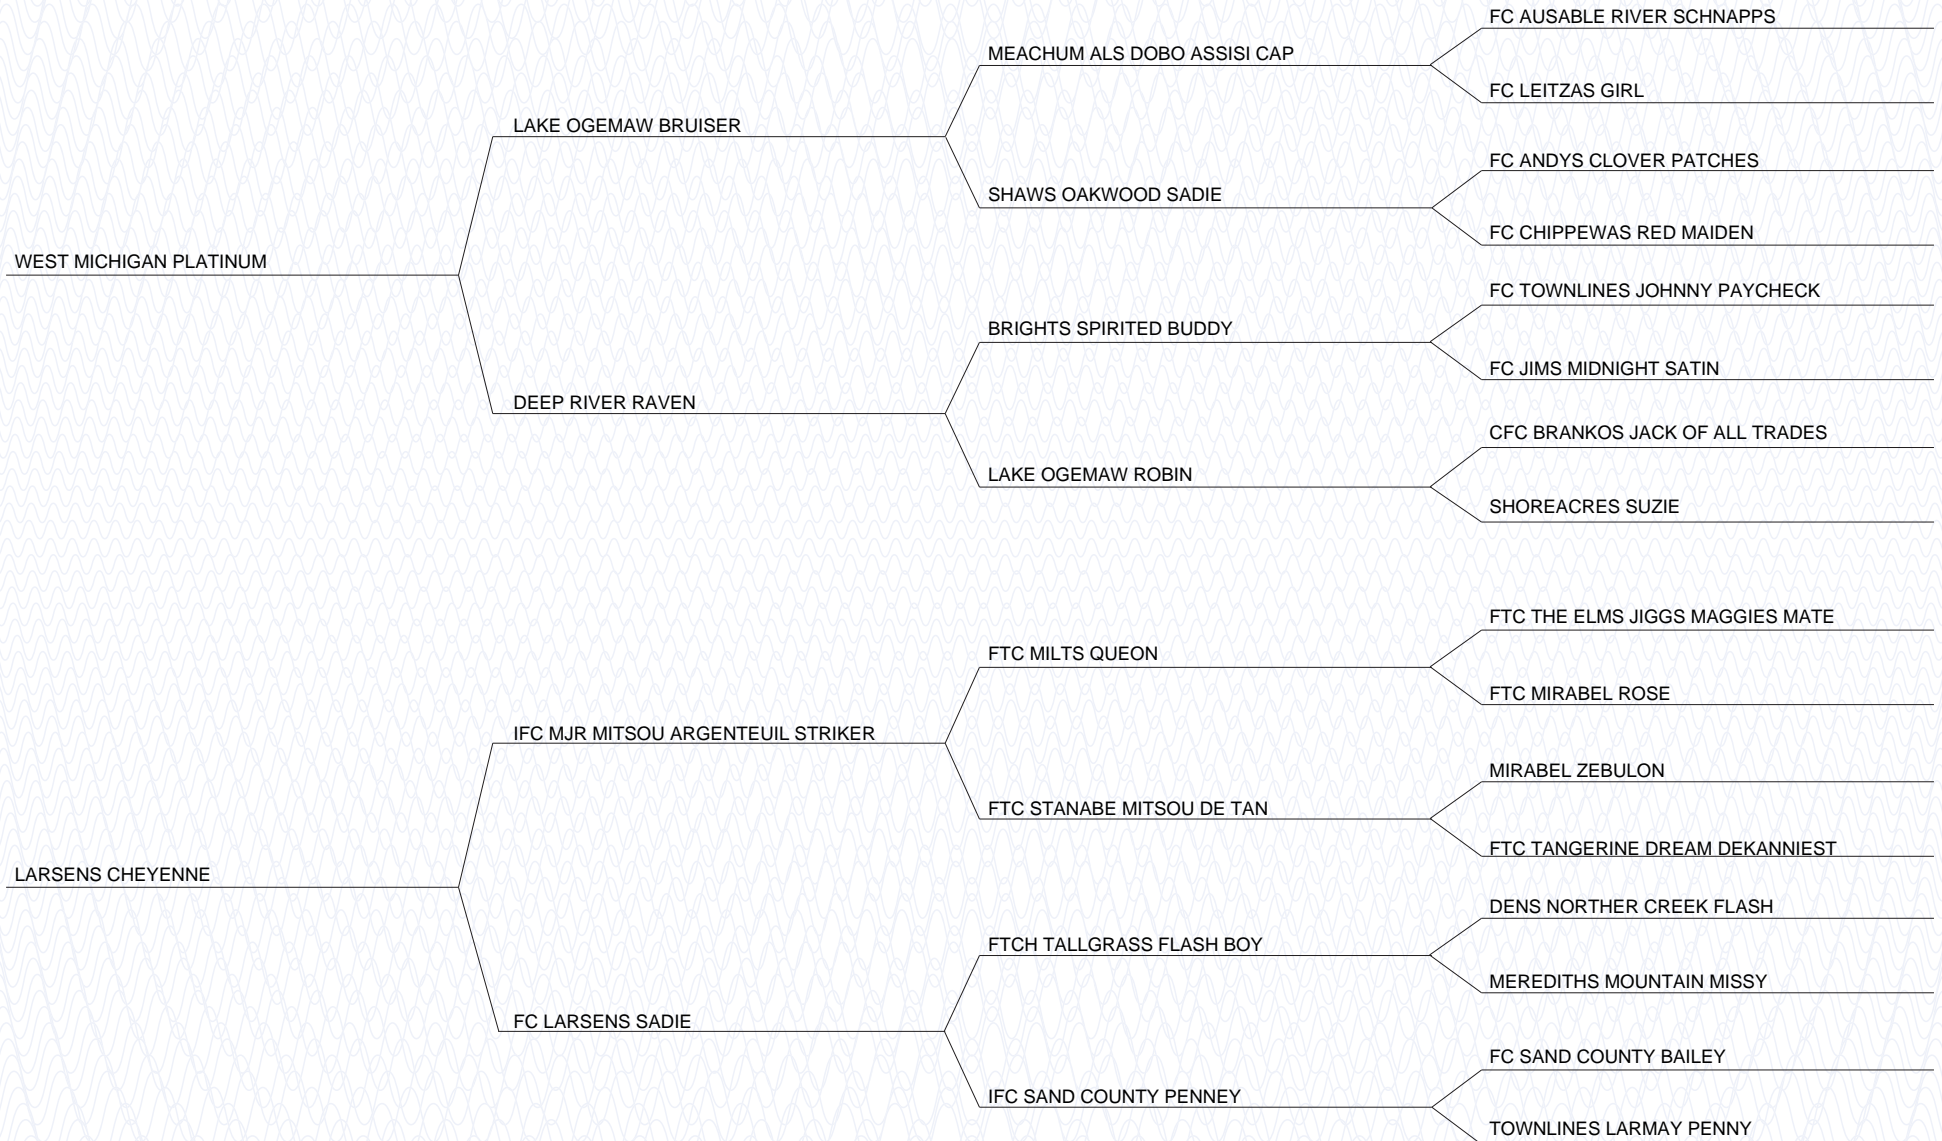 FC AUSABLE RIVER SCHNAPPS
MEACHUM ALS DOBO ASSISI CAP
FC LEITZAS GIRL
LAKE OGEMAW BRUISER
FC ANDYS CLOVER PATCHES
SHAWS OAKWOOD SADIE
FC CHIPPEWAS RED MAIDEN
WEST MICHIGAN PLATINUM
FC TOWNLINES JOHNNY PAYCHECK
BRIGHTS SPIRITED BUDDY
FC JIMS MIDNIGHT SATIN
DEEP RIVER RAVEN
CFC BRANKOS JACK OF ALL TRADES
LAKE OGEMAW ROBIN
SHOREACRES SUZIE
FTC THE ELMS JIGGS MAGGIES MATE
FTC MILTS QUEON
FTC MIRABEL ROSE
IFC MJR MITSOU ARGENTEUIL STRIKER
MIRABEL ZEBULON
FTC STANABE MITSOU DE TAN
FTC TANGERINE DREAM DEKANNIEST
LARSENS CHEYENNE
DENS NORTHER CREEK FLASH
FTCH TALLGRASS FLASH BOY
MEREDITHS MOUNTAIN MISSY
FC LARSENS SADIE
FC SAND COUNTY BAILEY
IFC SAND COUNTY PENNEY
TOWNLINES LARMAY PENNY